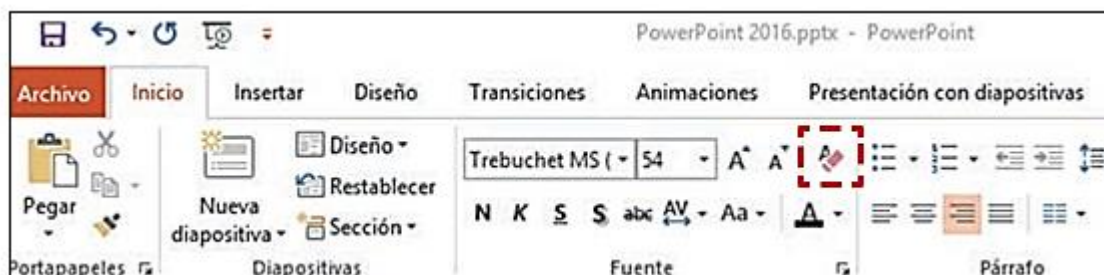 PowerPoint 2016.pptx - PowerPoint
Archivo Inicio Insertar Diseño Transiciones Animaciones Presentación con diapositivas
Diseño
Trebuchet MS ( 54 A A A
Restablecer
Pegar Nueva diapositiva Sección N K S S abc AV Aa A
Portapapeles Diapositivas Fuente Párrafo